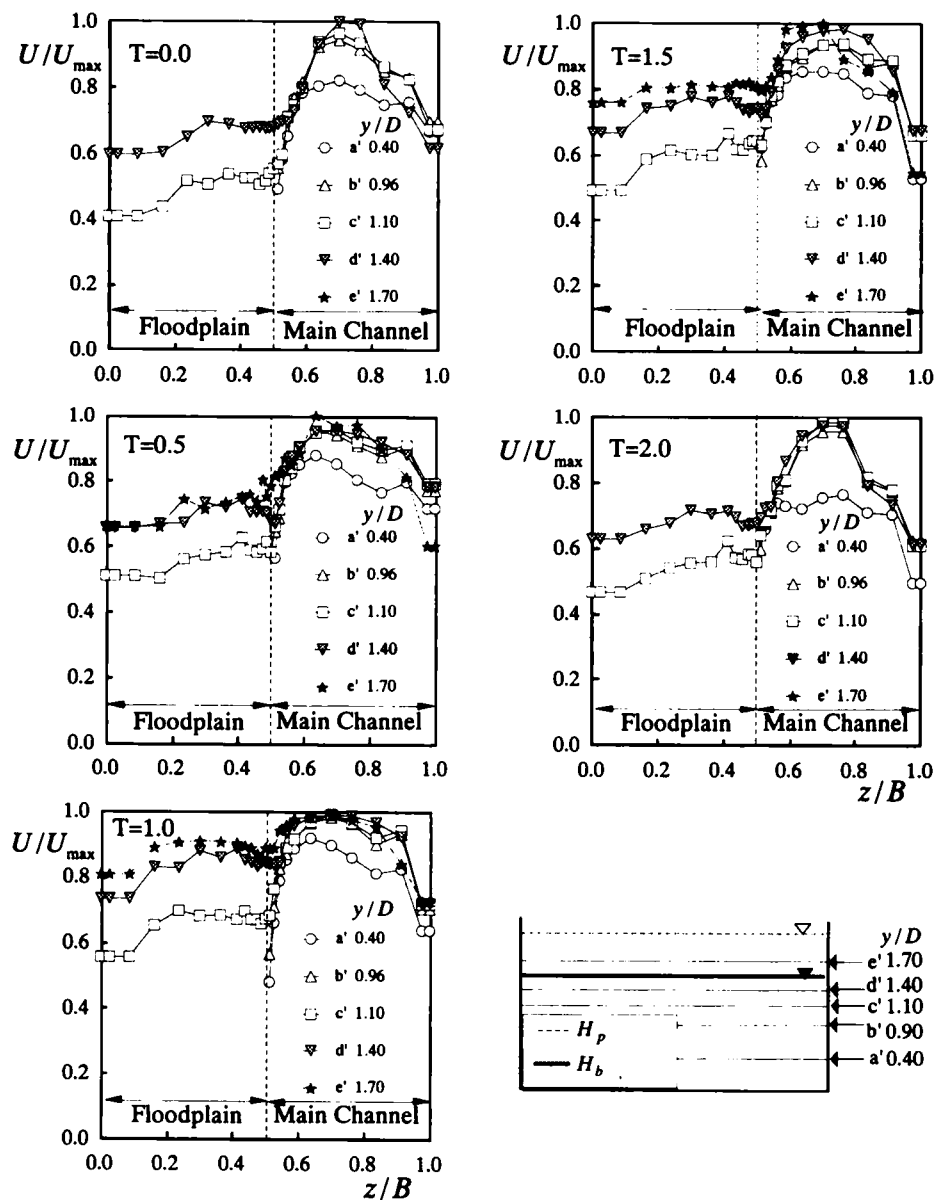 1.0
U/Umax
T=0.0
0.8
0.6
0.4
0.2
0.0
y/D
a' 0.40
b' 0.96
c' 1.10
d' 1.40
e' 1.70
Floodplain
Main Channel
0.0 0.2 0.4 0.6 0.8 1.0
1.0
U/Umax
T=1.5
0.8
0.6
0.4
0.2
0.0
y/D
a' 0.40
b' 0.96
c' 1.10
d' 1.40
e' 1.70
Floodplain
Main Channel
0.0 0.2 0.4 0.6 0.8 1.0
1.0
U/Umax
T=0.5
0.8
0.6
0.4
0.2
0.0
y/D
a' 0.40
b' 0.96
c' 1.10
d' 1.40
e' 1.70
Floodplain
Main Channel
0.0 0.2 0.4 0.6 0.8 1.0
1.0
U/Umax
T=2.0
0.8
0.6
0.4
0.2
0.0
y/D
a' 0.40
b' 0.96
c' 1.10
d' 1.40
e' 1.70
Floodplain
Main Channel
0.0 0.2 0.4 0.6 0.8 1.0
z/B
1.0
U/Umax
T=1.0
0.8
0.6
0.4
0.2
0.0
y/D
a' 0.40
b' 0.96
c' 1.10
d' 1.40
e' 1.70
Floodplain
Main Channel
0.0 0.2 0.4 0.6 0.8 1.0
z/B
y/D
e' 1.70
d' 1.40
c' 1.10
b' 0.90
a' 0.40
Hp
Hb